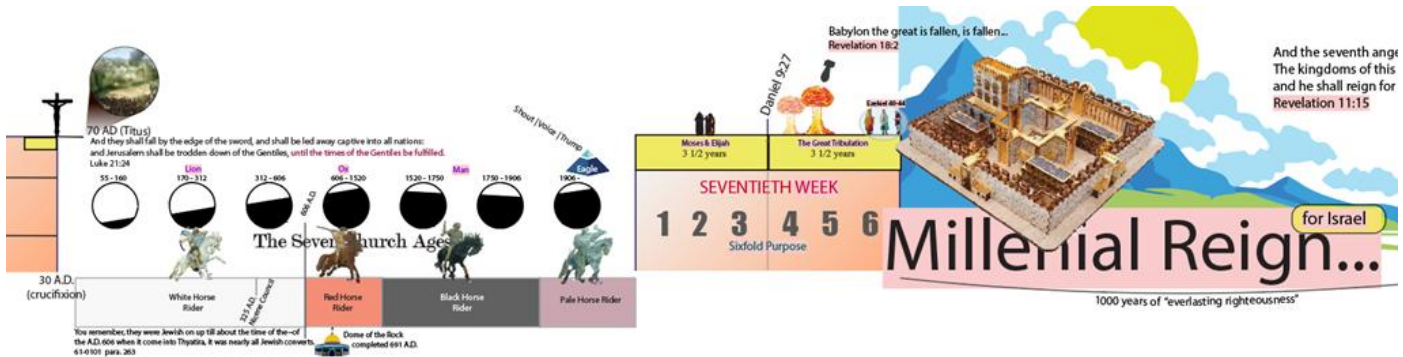 70 AD (Titus)
And they shall fall by the edge of the sword, and shall be led away captive into all nations:
and Jerusalem shall be trodden down of the Gentiles, until the times of the Gentiles be fulfilled.
Luke 21:24
Shout | Voice | Trump
Lion
Ox
Man
Eagle
55 - 160
170 - 312
312 - 606
606 - 1520
1520 - 1750
1750 - 1906
1906 -
606 A.D.
The Seven Church Ages
30 A.D.
(crucifixion)
White Horse
Rider
325 A.D.
Nicene Council
Red Horse
Rider
Black Horse
Rider
Pale Horse Rider
You remember, they were Jewish on up till about the time of the--of
the A.D. 606 when it come into Thyatira, it was nearly all Jewish converts.
61-0101 para. 263
Dome of the Rock
completed 691 A.D.
Babylon the great is fallen, is fallen...
Revelation 18:2
Daniel 9:27
Ezekiel 40-44
Moses & Elijah
3 1/2 years
The Great Tribulation
3 1/2 years
SEVENTIETH WEEK
1 2 3 4 5 6
Sixfold Purpose
And the seventh ange
The kingdoms of this
and he shall reign for
Revelation 11:15
for Israel
Millenial Reign...
1000 years of "everlasting righteousness"